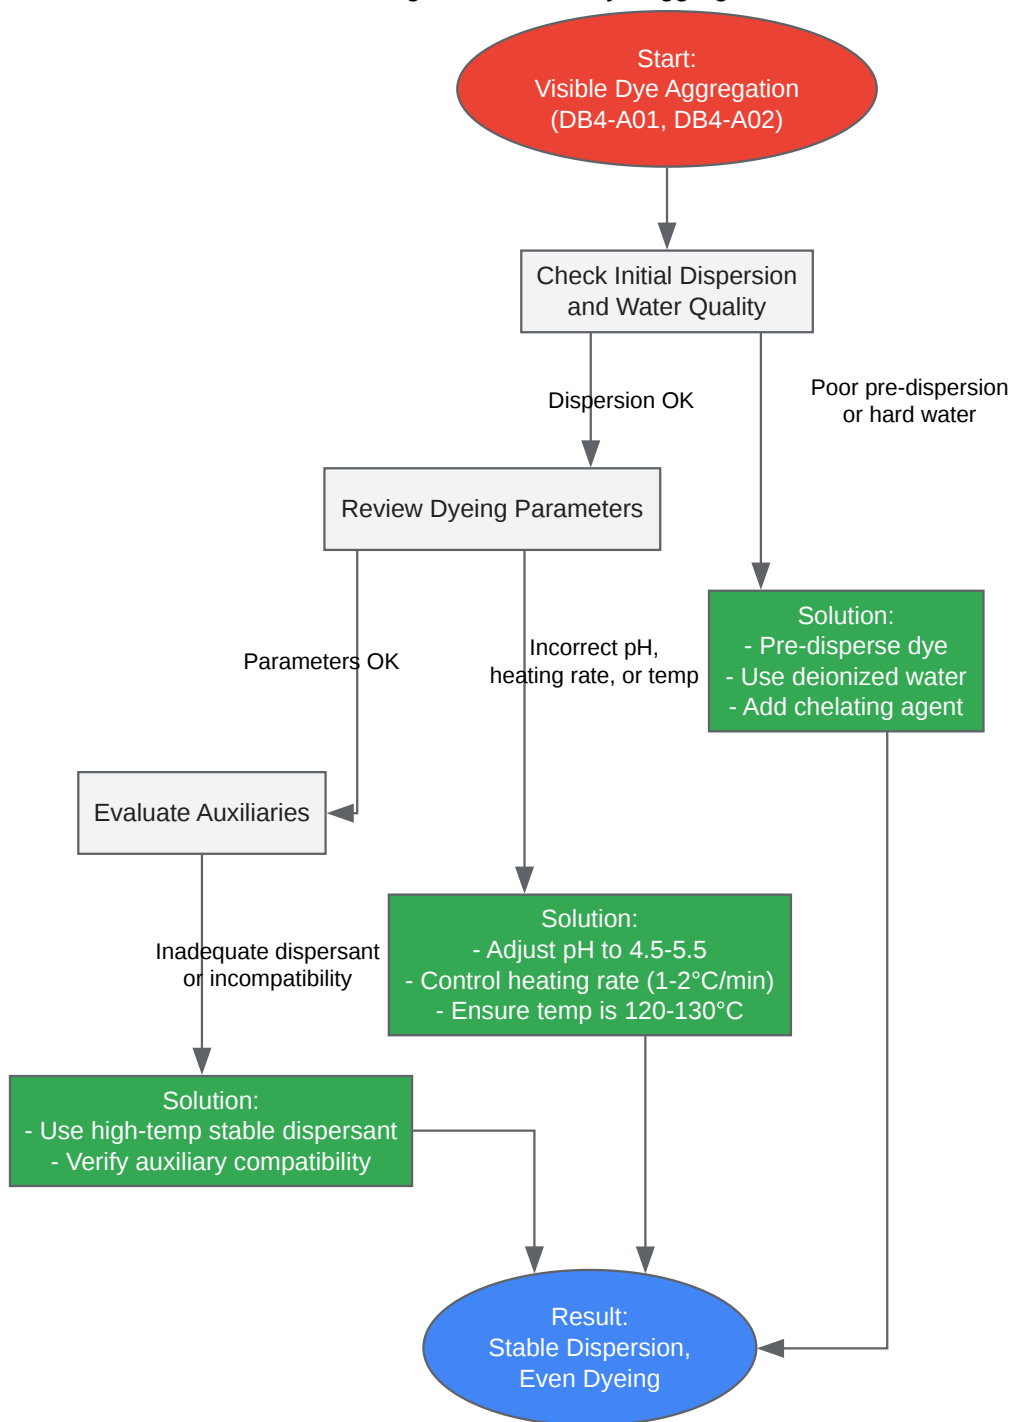 Start:
Visible Dye Aggregation
(DB4-A01, DB4-A02)
Check Initial Dispersion
and Water Quality
Dispersion OK
Poor pre-dispersion
or hard water
Review Dyeing Parameters
Solution:
- Pre-disperse dye
- Use deionized water
- Add chelating agent
Parameters OK
Incorrect pH,
heating rate, or temp
Evaluate Auxiliaries
Inadequate dispersant
or incompatibility
Solution:
- Adjust pH to 4.5-5.5
- Control heating rate (1-2°C/min)
- Ensure temp is 120-130°C
Solution:
- Use high-temp stable dispersant
- Verify auxiliary compatibility
Result:
Stable Dispersion,
Even Dyeing